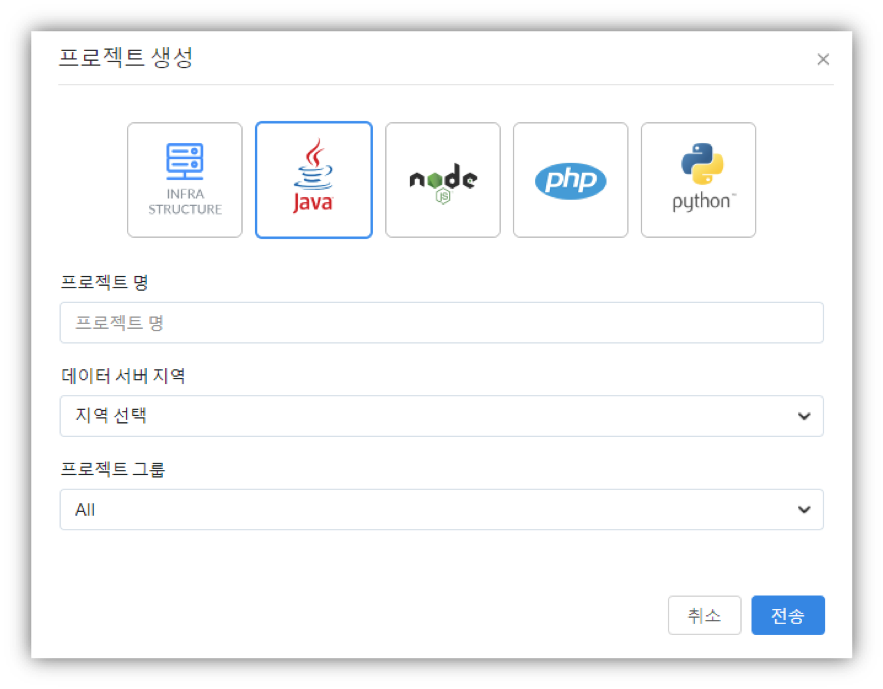 프로젝트 생성
×
INFRA
STRUCTURE
Java
node
JS
php
python™
프로젝트 명
프로젝트 명
데이터 서버 지역
지역 선택
프로젝트 그룹
All
취소
전송